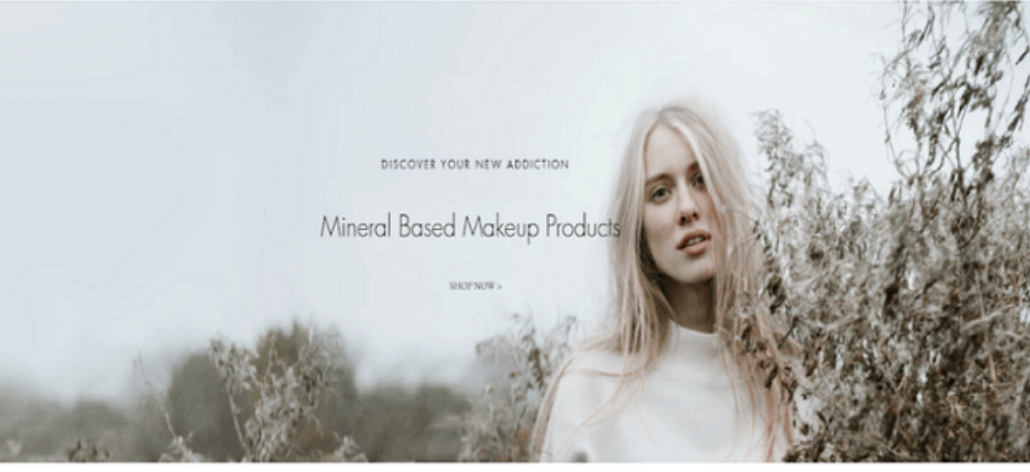 DISCOVER YOUR NEW ADDICTION
Mineral Based Makeup Products
SHOP NOW >